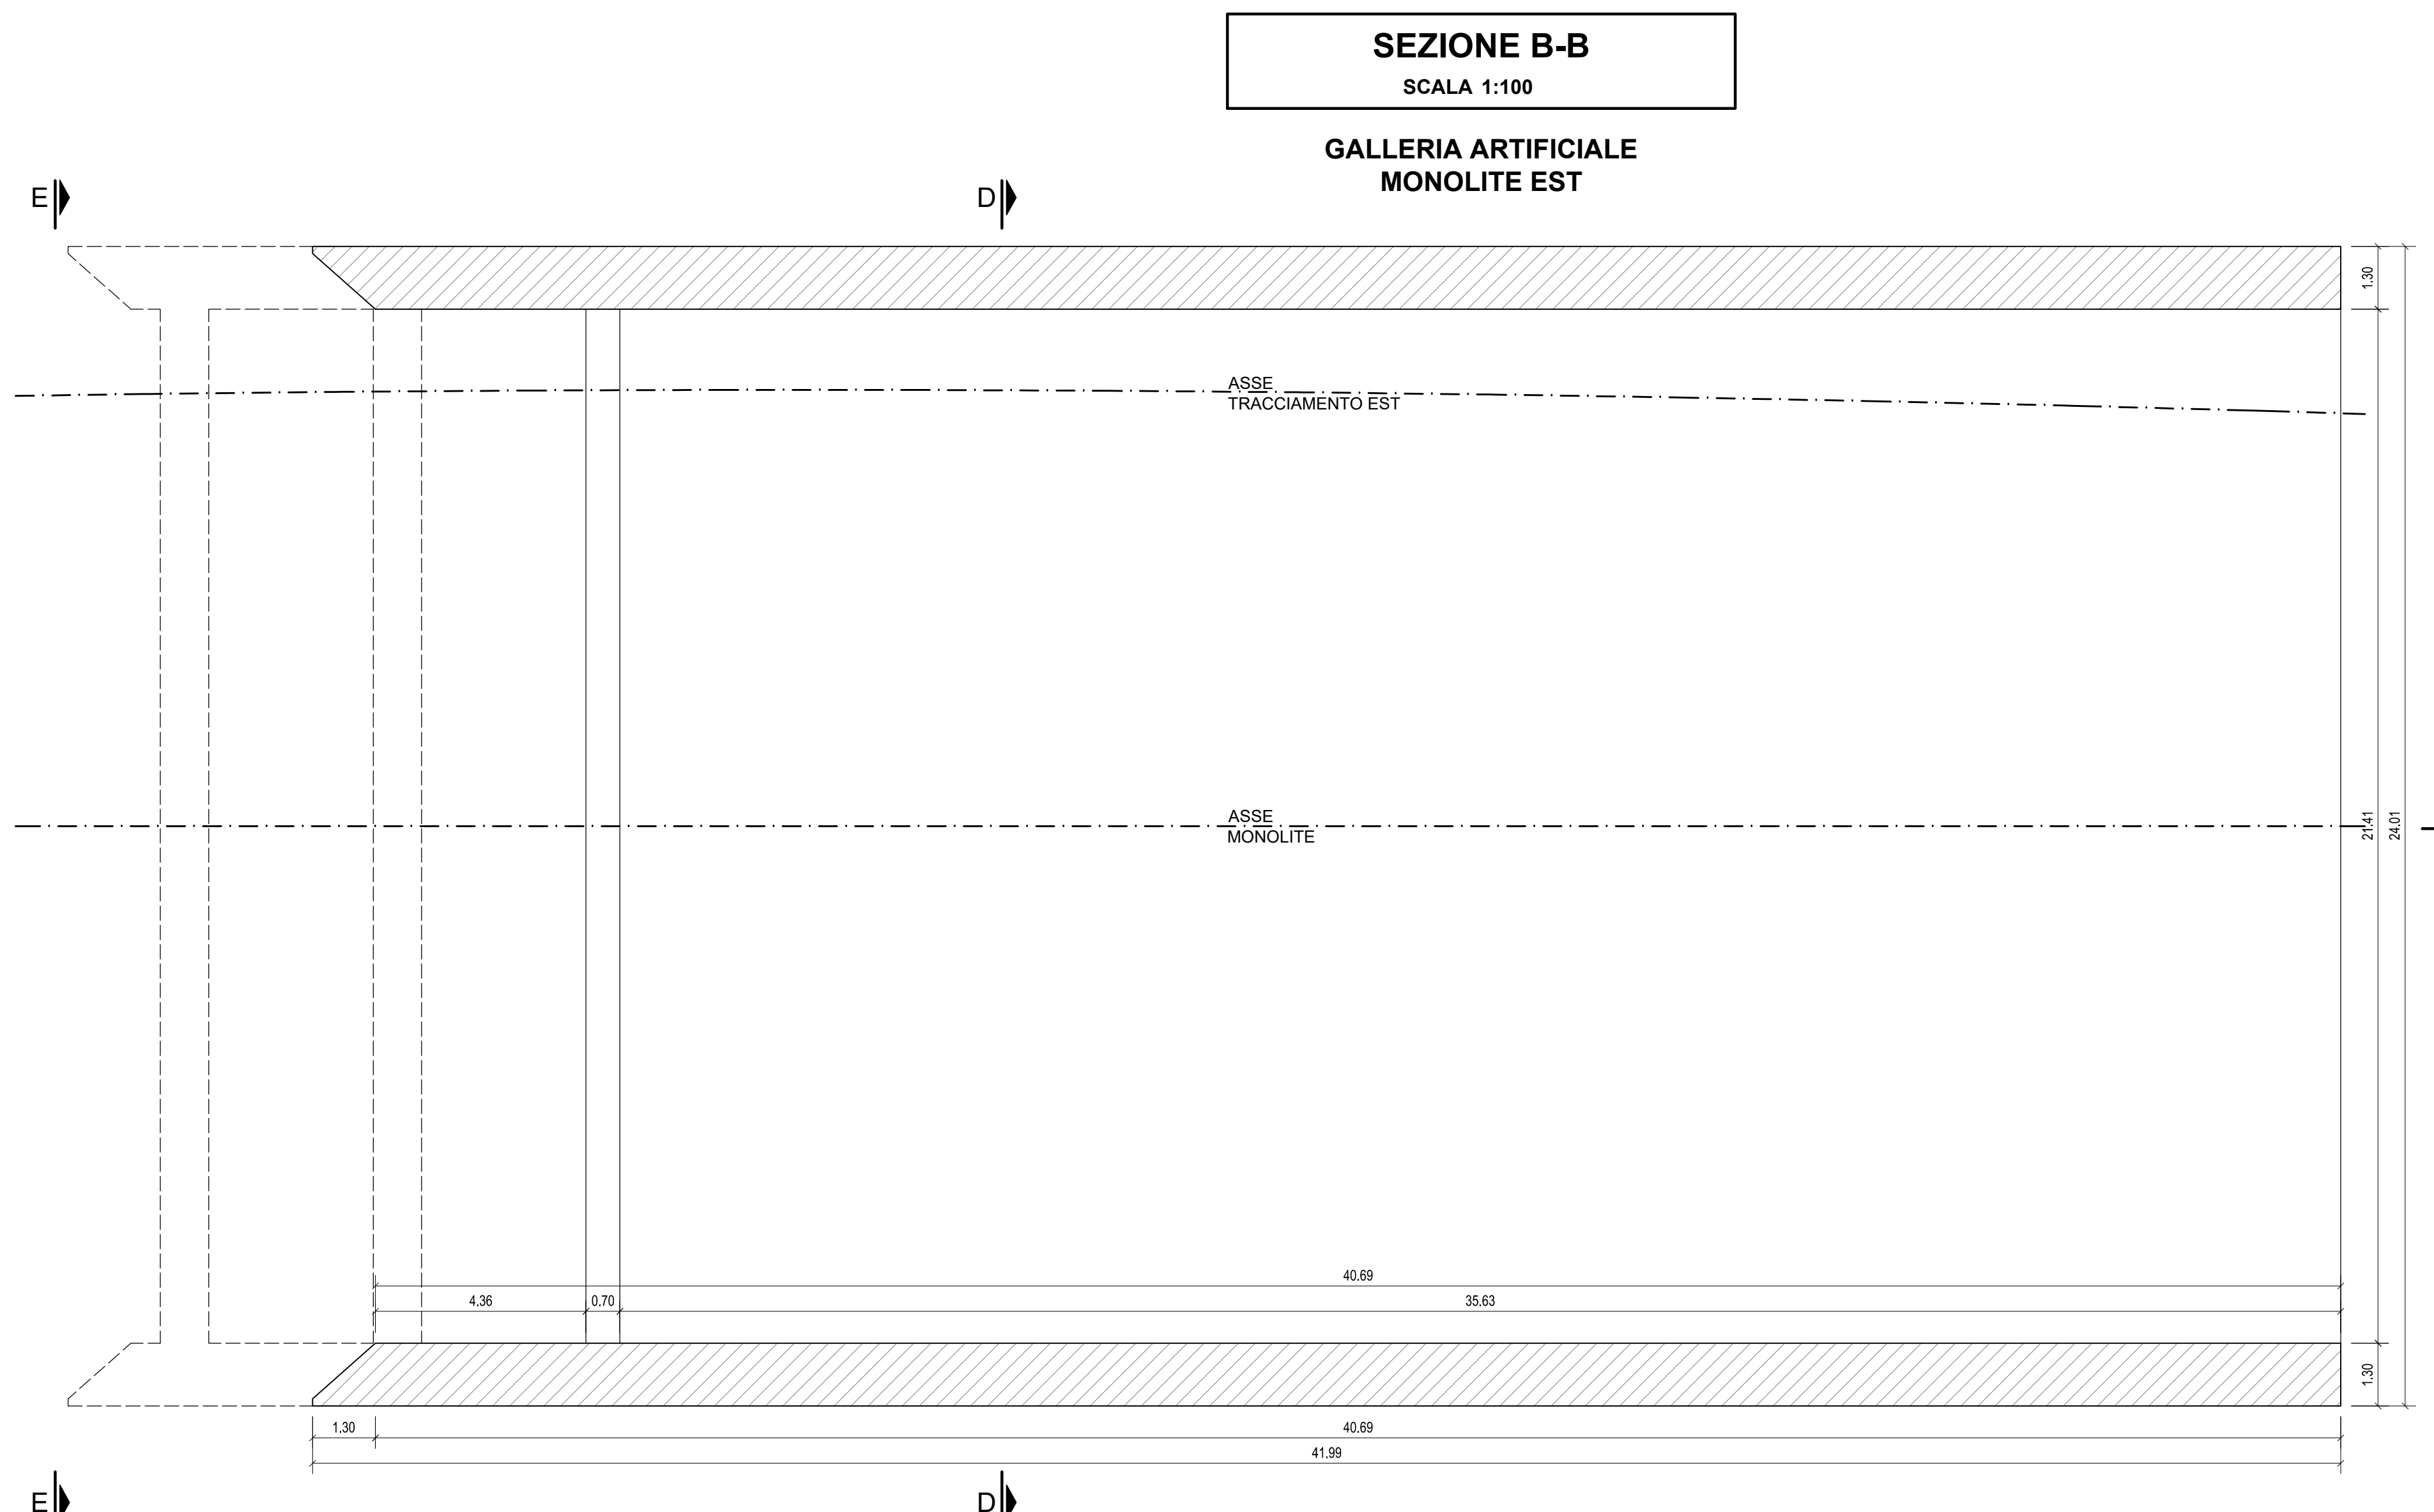 SEZIONE B-B
SCALA 1:100
GALLERIA ARTIFICIALE
MONOLITE EST
E
D
1.30
ASSE
TRACCIAMENTO EST
ASSE
MONOLITE
21.41
24.01
40.69
4.36
0.70
35.63
1.30
1.30
40.69
41.99
E
D